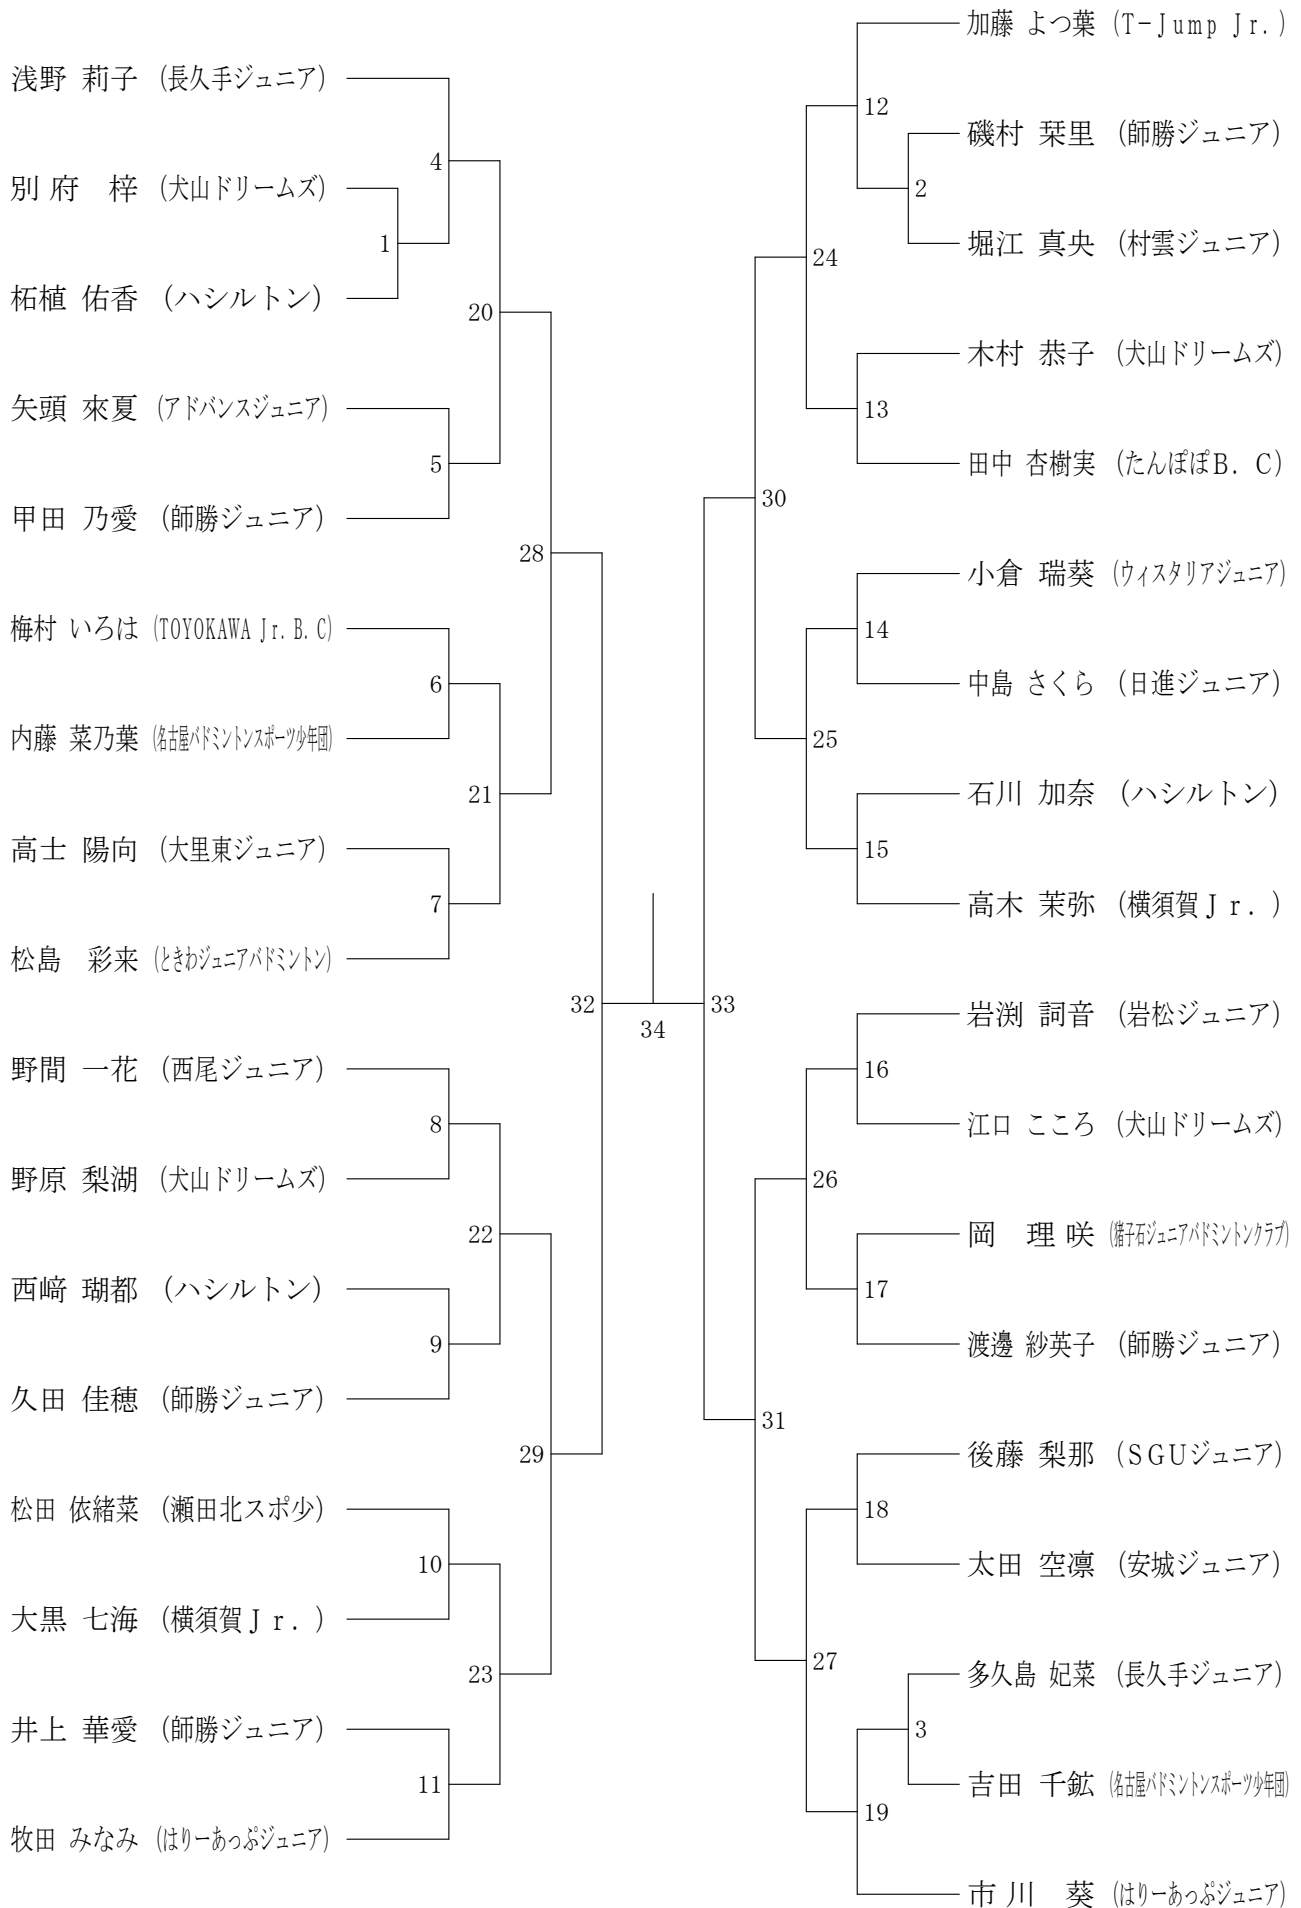 浅野 莉子 (長久手ジュニア)
別府 梓 (犬山ドリームズ)
柘植 佑香 (ハシルトン)
矢頭 來夏 (アドバンスジュニア)
甲田 乃愛 (師勝ジュニア)
梅村 いろは (TOYOKAWA Jr.B.C)
内藤 菜乃葉 (名古屋バドミントンスポーツ少年団)
高士 陽向 (大里東ジュニア)
松島 彩来 (ときわジュニアバドミントン)
野間 一花 (西尾ジュニア)
野原 梨湖 (犬山ドリームズ)
西﨑 瑚都 (ハシルトン)
久田 佳穂 (師勝ジュニア)
松田 依緒菜 (瀬田北スポ少)
大黒 七海 (横須賀Jr.)
井上 華愛 (師勝ジュニア)
牧田 みなみ (はりーあっぷジュニア)
1
4
5
6
7
8
9
10
11
20
21
22
23
28
29
32
34
33
30
31
24
25
26
27
12
13
14
15
16
17
18
19
2
3
加藤 よつ葉 (T-Jump Jr.)
磯村 栞里 (師勝ジュニア)
堀江 真央 (村雲ジュニア)
木村 恭子 (犬山ドリームズ)
田中 杏樹実 (たんぽぽB.C)
小倉 瑞葵 (ウィスタリアジュニア)
中島 さくら (日進ジュニア)
石川 加奈 (ハシルトン)
高木 茉弥 (横須賀Jr.)
岩渕 詞音 (岩松ジュニア)
江口 こころ (犬山ドリームズ)
岡 理咲 (猪子石ジュニアバドミントンクラブ)
渡邊 紗英子 (師勝ジュニア)
後藤 梨那 (SGUジュニア)
太田 空凛 (安城ジュニア)
多久島 妃菜 (長久手ジュニア)
吉田 千鉱 (名古屋バドミントンスポーツ少年団)
市川 葵 (はりーあっぷジュニア)